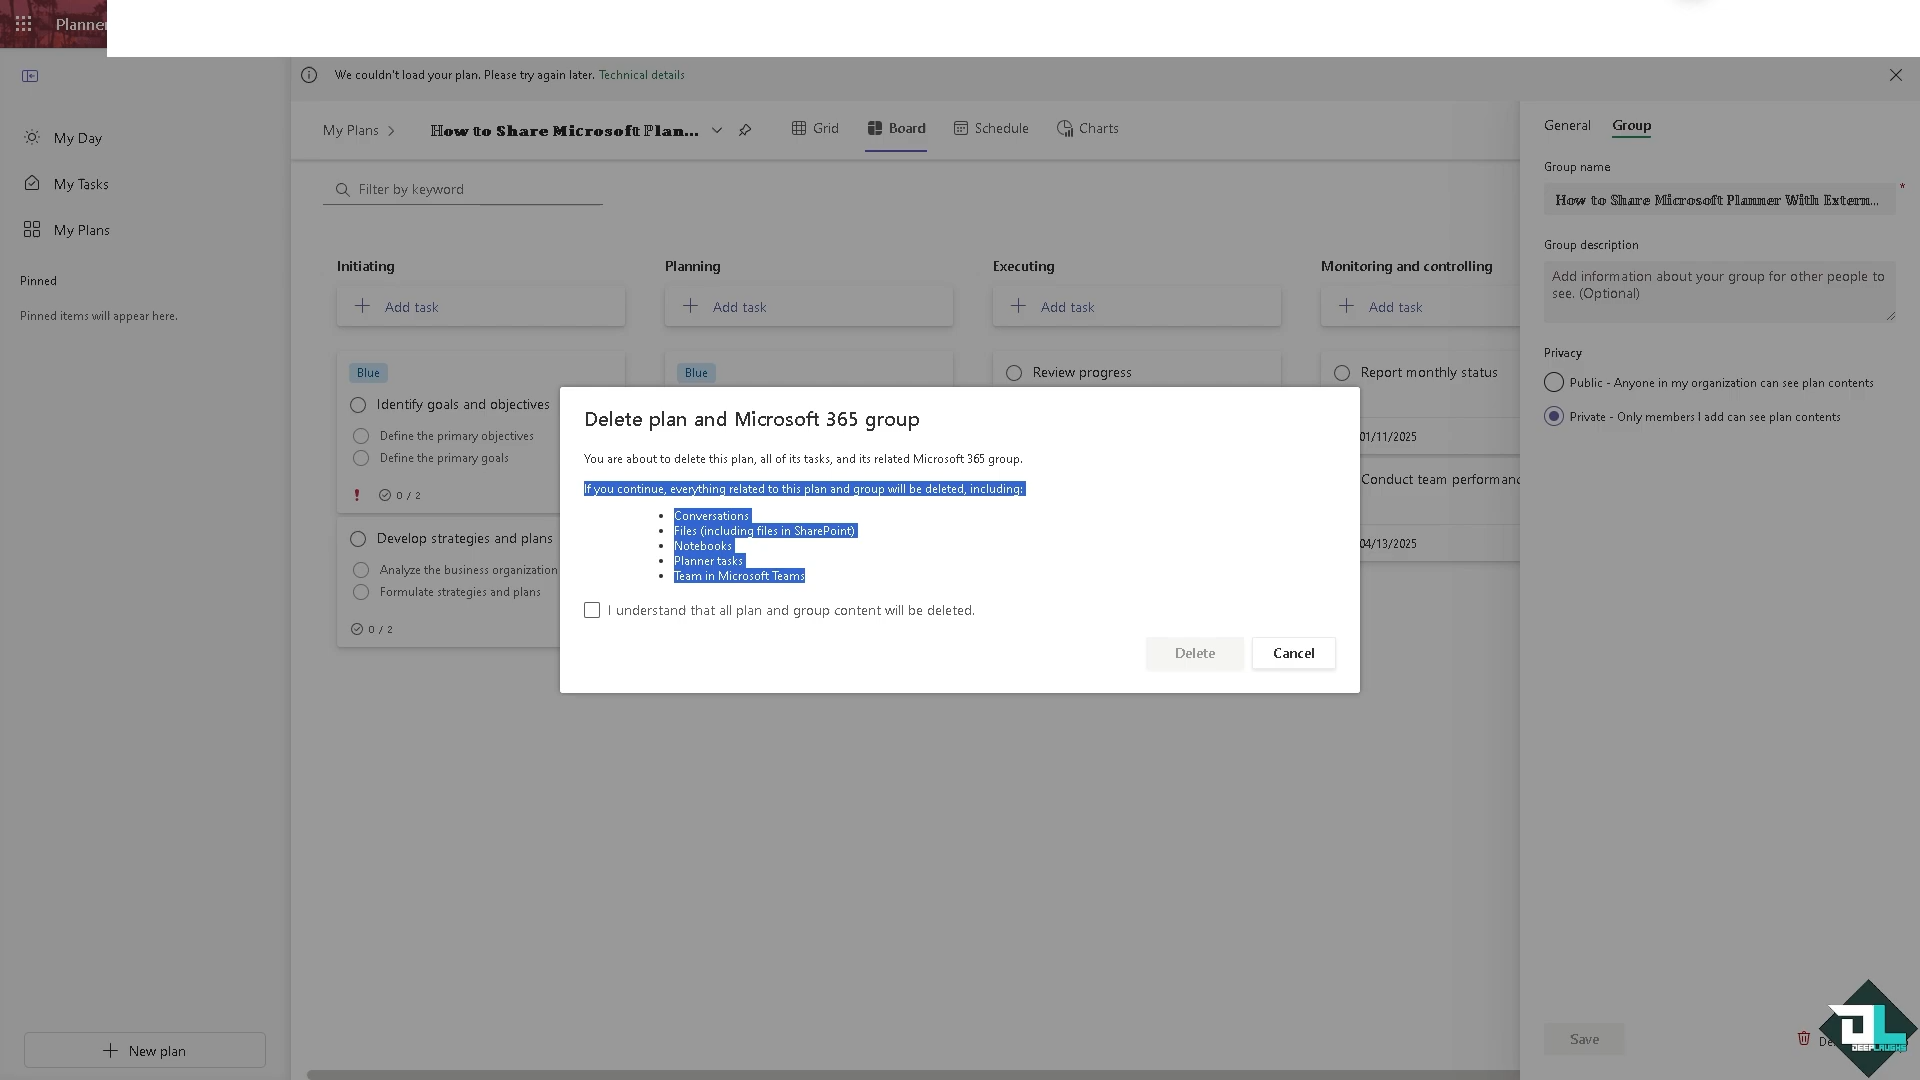 Planner
We couldn't load your plan. Please try again later. Technical details
My Plans
How to Share Microsoft Plan...
Grid
Board
Schedule
Charts
General
Group
My Day
My Tasks
My Plans
Pinned
Pinned items will appear here.
Filter by keyword
Group name
How to Share Microsoft Planner With Extern...
*
Group description
Add information about your group for other people to
see. (Optional)
Privacy
Public - Anyone in my organization can see plan contents
Private - Only members I add can see plan contents
Initiating
Planning
Executing
Monitoring and controlling
Add task
Add task
Add task
Add task
Blue
Identify goals and objectives
Define the primary objectives
Define the primary goals
0 / 2
Develop strategies and plans
Analyze the business organization
Formulate strategies and plans
0 / 2
Blue
Review progress
Report monthly status
01/11/2025
Conduct team performanc
04/13/2025
Delete plan and Microsoft 365 group
You are about to delete this plan, all of its tasks, and its related Microsoft 365 group.
If you continue, everything related to this plan and group will be deleted, including:
• Conversations
• Files (including files in SharePoint)
• Notebooks
• Planner tasks
• Team in Microsoft Teams
I understand that all plan and group content will be deleted.
Delete
Cancel
New plan
Save
DL
DEEPLAUGHS